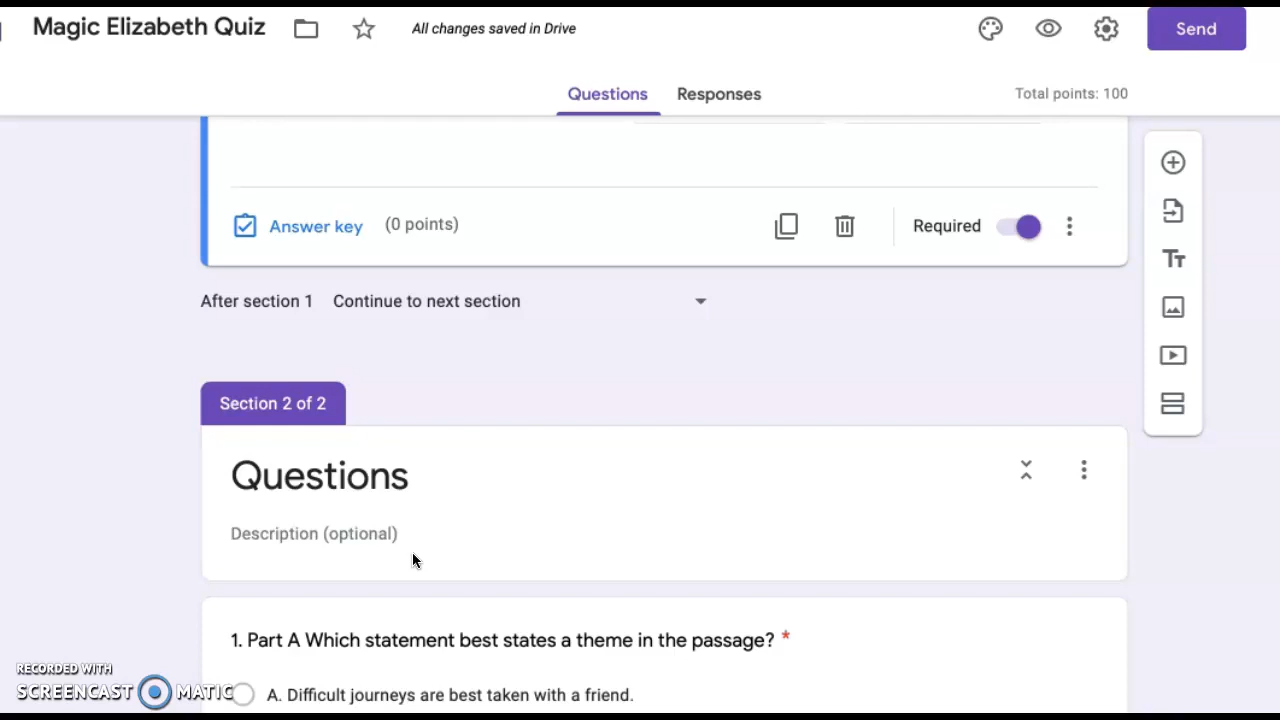 Magic Elizabeth Quiz All changes saved in Drive Send
Questions Responses Total points: 100
Answer key (0 points) Required
After section 1 Continue to next section
Section 2 of 2
Questions
Description (optional)
1. Part A Which statement best states a theme in the passage? *
RECORDED WITH
SCREENCAST MATIC
A. Difficult journeys are best taken with a friend.